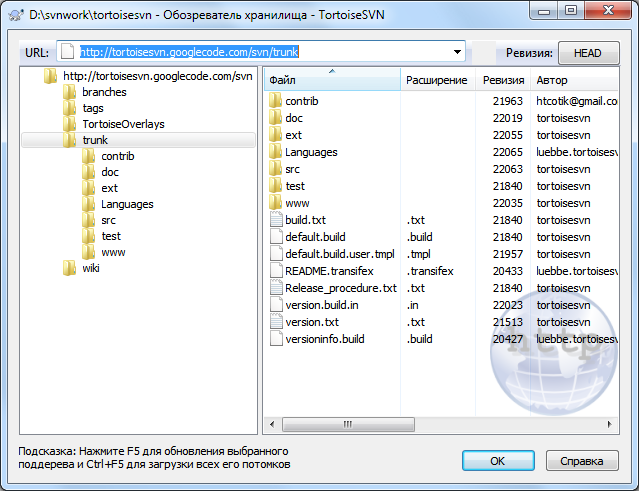 D:\svnwork\tortoisesvn - Обозреватель хранилища - TortoiseSVN
URL: http://tortoisesvn.googlecode.com/svn/trunk Ревизия: HEAD
http://tortoisesvn.googlecode.com/svn
branches
tags
TortoiseOverlays
trunk
contrib
doc
ext
Languages
src
test
www
wiki
Файл Расширение Ревизия Автор
contrib 21963 htcotik@gmail.co
doc 22019 tortoisesvn
ext 22055 tortoisesvn
Languages 22065 luebbe.tortoises
src 22063 tortoisesvn
test 21840 tortoisesvn
www 22035 tortoisesvn
build.txt .txt 21840 tortoisesvn
default.build .build 21840 tortoisesvn
default.build.user.tmpl .tmpl 21957 tortoisesvn
README.transifex .transifex 20433 luebbe.tortoisesv
Release_procedure.txt .txt 21840 tortoisesvn
version.build.in .in 22023 tortoisesvn
version.txt .txt 21513 tortoisesvn
versioninfo.build .build 20427 luebbe.tortoisesv
http
Подсказка: Нажмите F5 для обновления выбранного
поддерева и Ctrl+F5 для загрузки всех его потомков
OK Справка